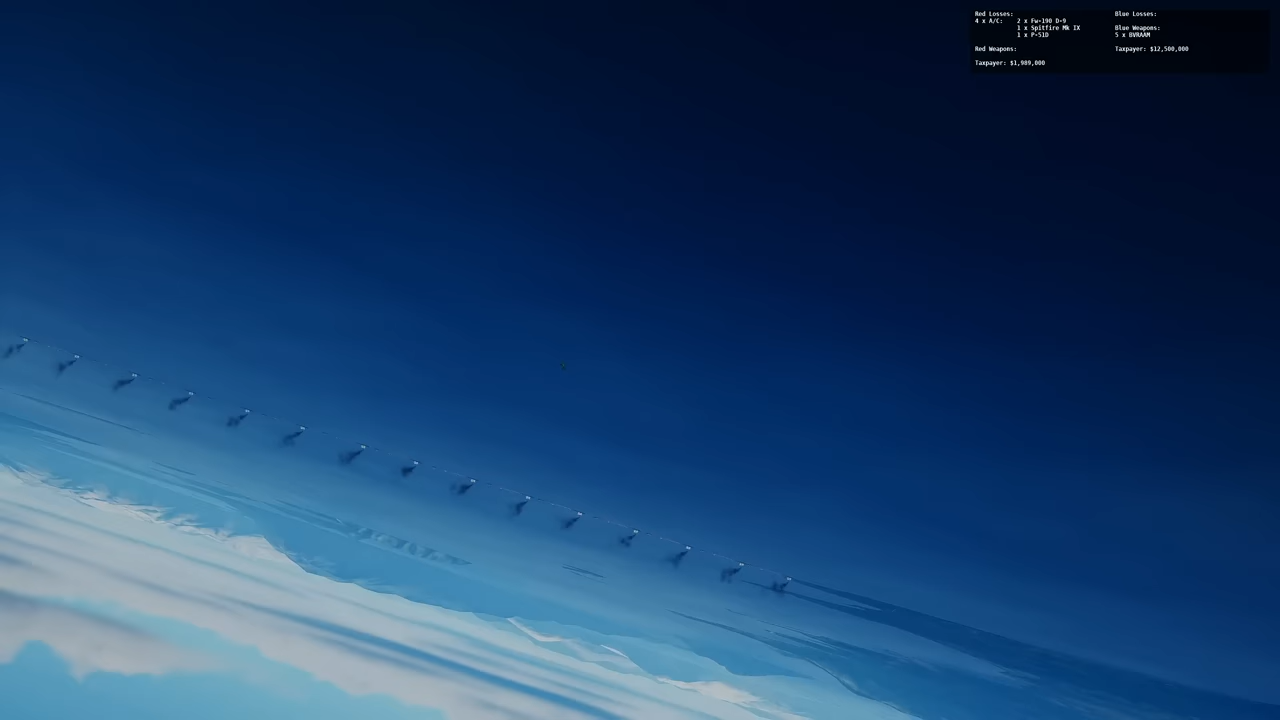 Red Losses:
4 x A/C: 2 x Fw-190 D-9
1 x Spitfire Mk IX
1 x P-51D
Red Weapons:
Taxpayer: $1,989,000
Blue Losses:
Blue Weapons:
5 x BVRAAM
Taxpayer: $12,500,000